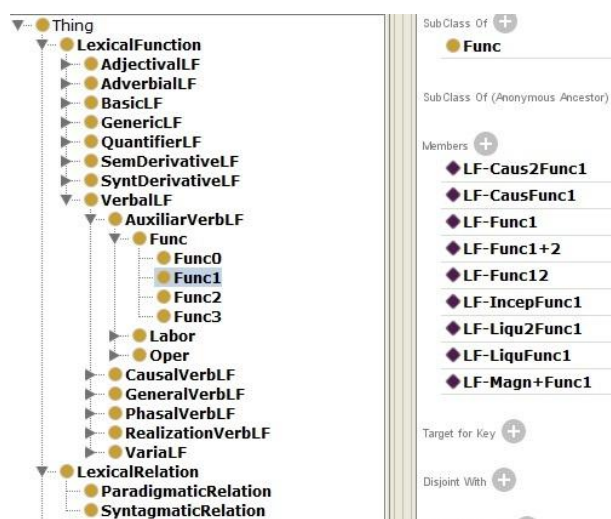 Thing
LexicalFunction
AdjectivalLF
AdverbialLF
BasicLF
GenericLF
QuantifierLF
SemDerivativeLF
SyntDerivativeLF
VerbalLF
AuxiliarVerbLF
Func
Func0
Func1
Func2
Func3
Labor
Oper
CausalVerbLF
GeneralVerbLF
PhasalVerbLF
RealizationVerbLF
VariaLF
LexicalRelation
ParadigmaticRelation
SyntagmaticRelation
SubClass Of
Func
SubClass Of (Anonymous Ancestor)
Members
LF-Caus2Func1
LF-CausFunc1
LF-Func1
LF-Func1+2
LF-Func12
LF-IncepFunc1
LF-Liqu2Func1
LF-LiquFunc1
LF-Magn+Func1
Target for Key
Disjoint With